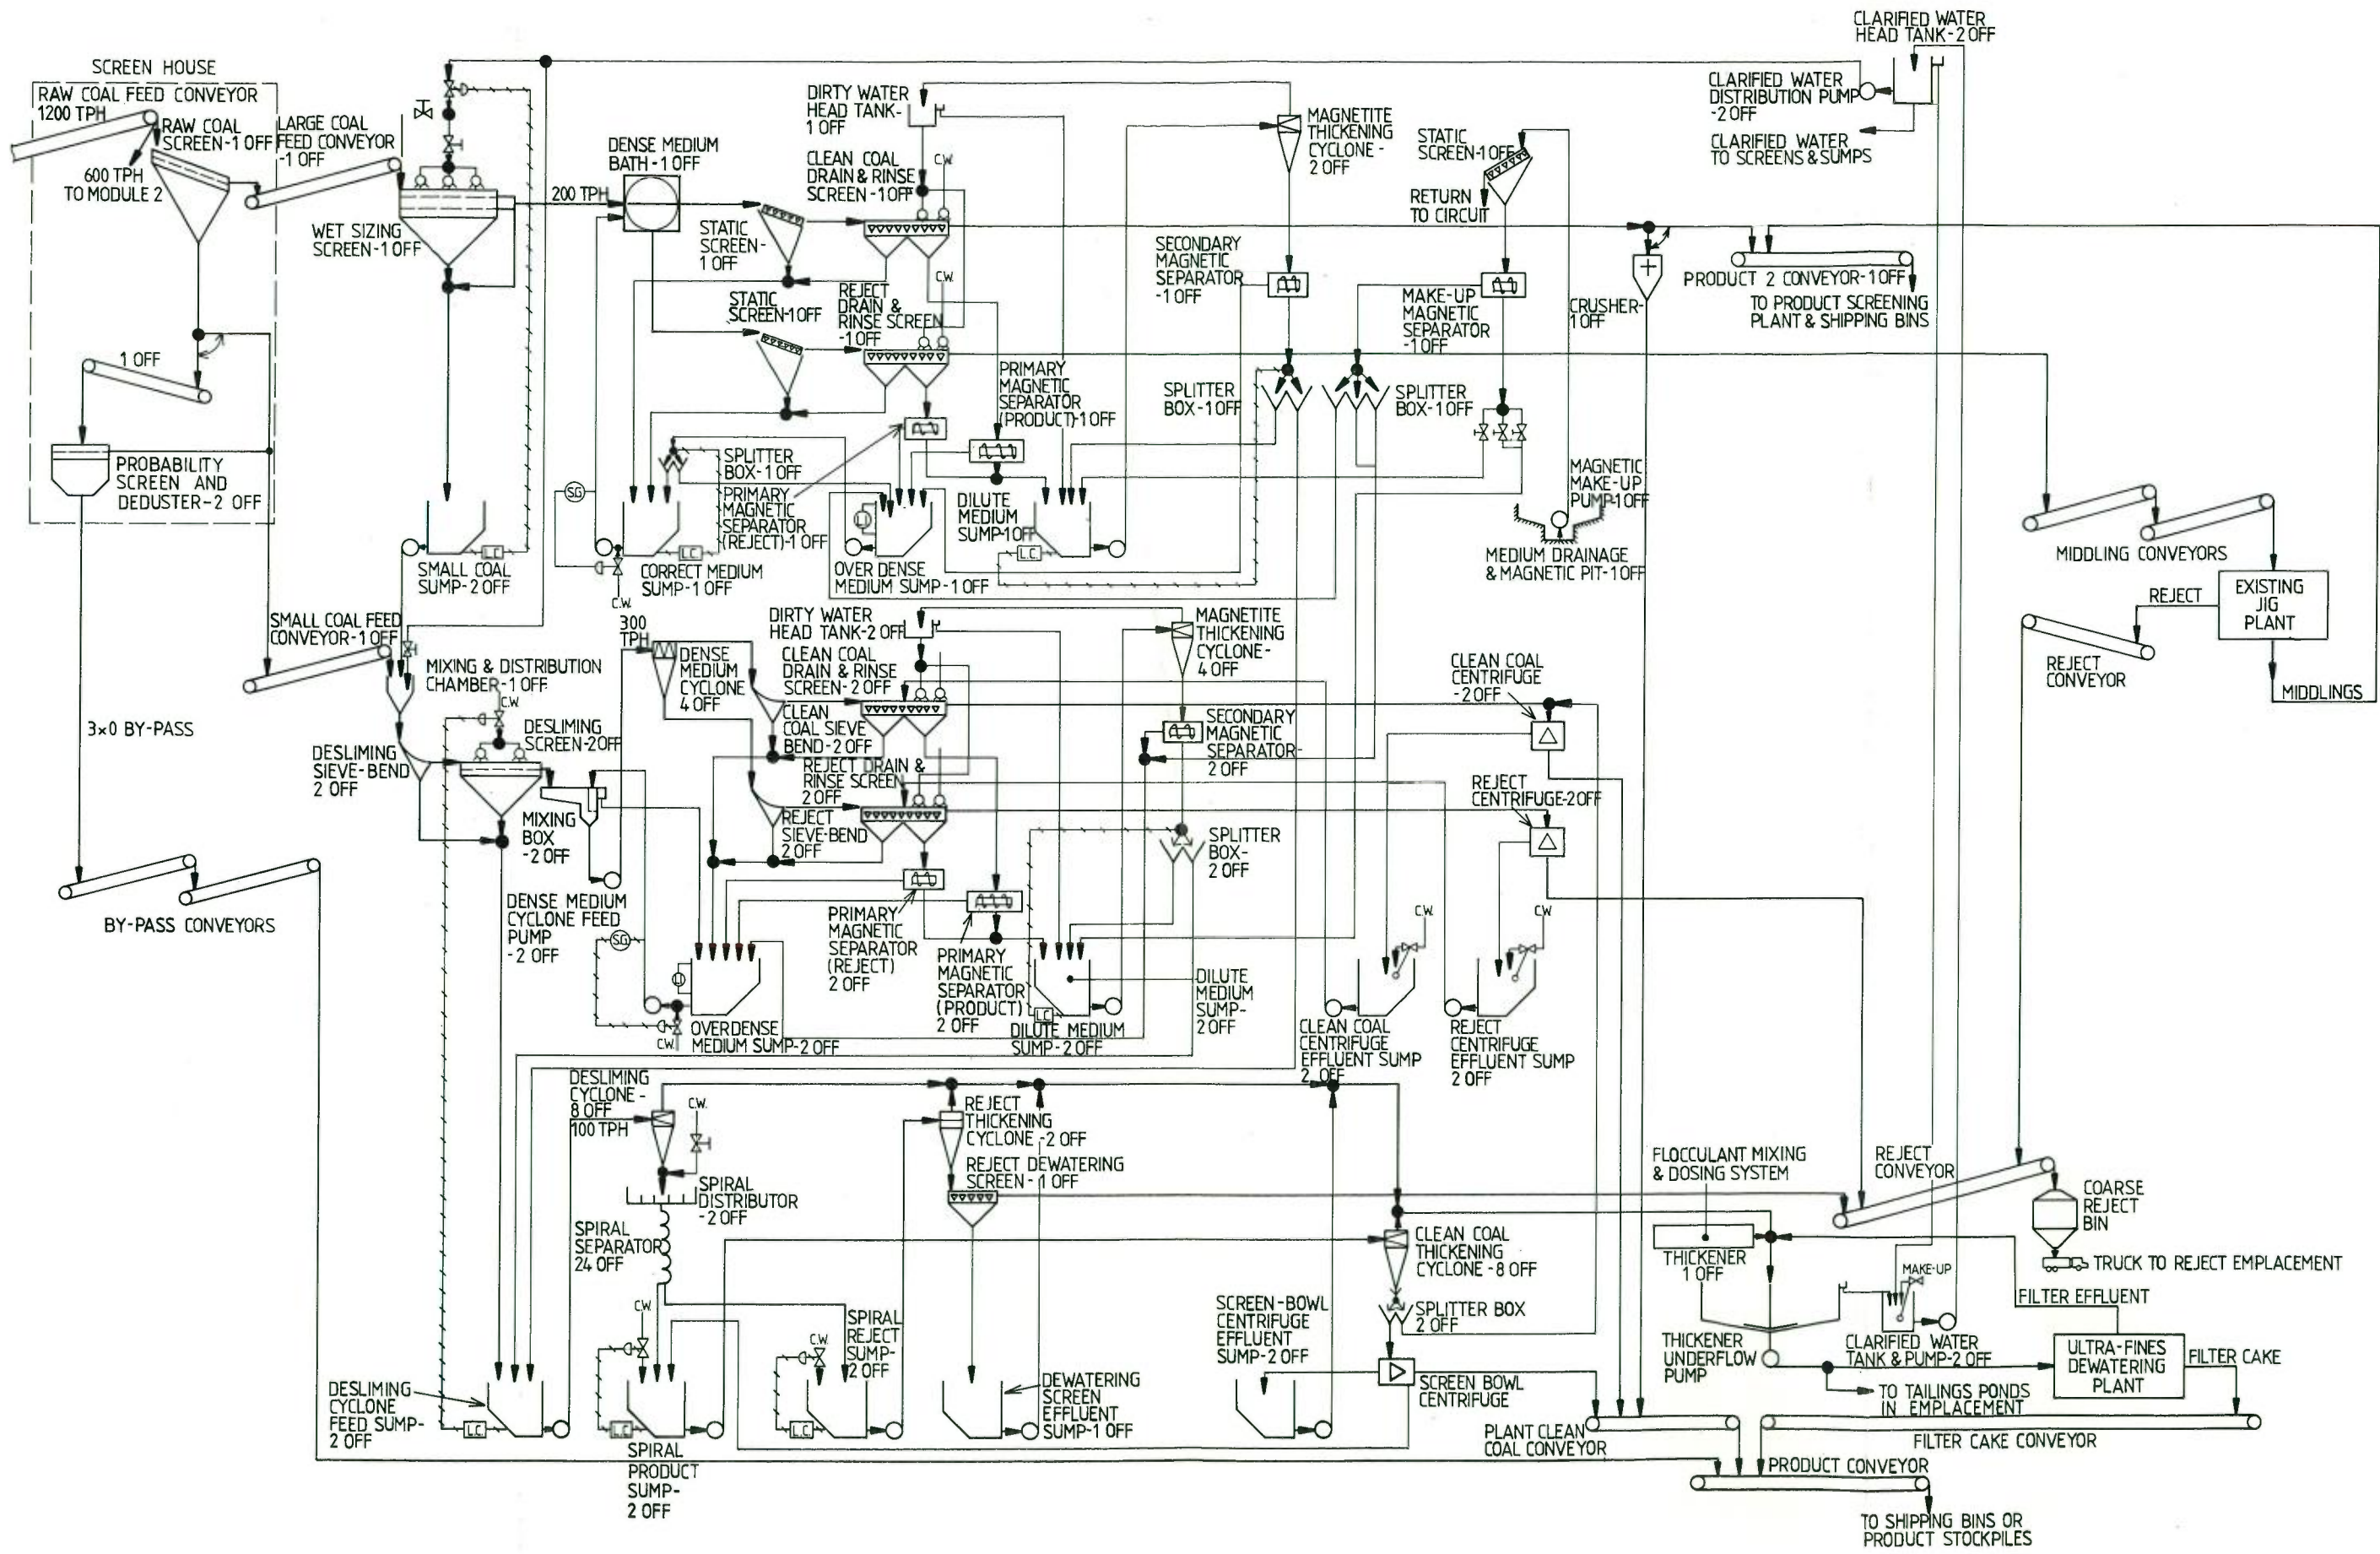 SCREEN HOUSE
RAW COAL FEED CONVEYOR
1200 TPH
RAW COAL
SCREEN-1 OFF
600 TPH
TO MODULE 2
LARGE COAL
FEED CONVEYOR
-1 OFF
WET SIZING
SCREEN-1 OFF
1 OFF
PROBABILITY
SCREEN AND
DEDUSTER-2 OFF
DENSE MEDIUM
BATH-1 OFF
200 TPH
DIRTY WATER
HEAD TANK-
1 OFF
CLEAN COAL
DRAIN & RINSE
SCREEN-1 OFF
C.W.
STATIC
SCREEN-
1 OFF
C.W.
STATIC
SCREEN-1 OFF
REJECT
DRAIN &
RINSE SCREEN
-1 OFF
MAGNETITE
THICKENING
CYCLONE-
2 OFF
STATIC
SCREEN-1 OFF
RETURN
TO CIRCUIT
CLARIFIED WATER
HEAD TANK-2 OFF
CLARIFIED WATER
DISTRIBUTION PUMP
-2 OFF
CLARIFIED WATER
TO SCREENS & SUMPS
SECONDARY
MAGNETIC
SEPARATOR
-1 OFF
MAKE-UP
MAGNETIC
SEPARATOR
-1 OFF
CRUSHER-
1 OFF
PRODUCT 2 CONVEYOR-1 OFF
TO PRODUCT SCREENING
PLANT & SHIPPING BINS
PRIMARY
MAGNETIC
SEPARATOR
(PRODUCT)-1 OFF
SPLITTER
BOX-1 OFF
SPLITTER
BOX-1 OFF
SPLITTER
BOX-1 OFF
PRIMARY
MAGNETIC
SEPARATOR
(REJECT)-1 OFF
SG
L.C.
L.C.
LI
L.C.
DILUTE
MEDIUM
SUMP-1 OFF
MAGNETIC
MAKE-UP
PUMP-1 OFF
MEDIUM DRAINAGE
& MAGNETIC PIT-1 OFF
SMALL COAL
SUMP-2 OFF
CORRECT MEDIUM
SUMP-1 OFF
C.W.
OVER DENSE
MEDIUM SUMP-1 OFF
MIDDLING CONVEYORS
EXISTING
JIG
PLANT
REJECT
REJECT
CONVEYOR
MIDDLINGS
SMALL COAL FEED
CONVEYOR-1 OFF
MIXING & DISTRIBUTION
CHAMBER-1 OFF
C.W.
300
TPH
DENSE
MEDIUM
CYCLONE
4 OFF
DIRTY WATER
HEAD TANK-2 OFF
CLEAN COAL
DRAIN & RINSE
SCREEN-2 OFF
CLEAN
COAL SIEVE
BEND-2 OFF
REJECT DRAIN &
RINSE SCREEN
2 OFF
REJECT
SIEVE-BEND
2 OFF
MAGNETITE
THICKENING
CYCLONE-
4 OFF
SECONDARY
MAGNETIC
SEPARATOR-
2 OFF
CLEAN COAL
CENTRIFUGE
-2 OFF
REJECT
CENTRIFUGE-2 OFF
3x0 BY-PASS
DESLIMING
SIEVE-BEND
2 OFF
DESLIMING
SCREEN-2 OFF
MIXING
BOX
-2 OFF
SPLITTER
BOX-
2 OFF
BY-PASS CONVEYORS
DENSE MEDIUM
CYCLONE FEED
PUMP
-2 OFF
SG
LI
C.W.
OVERDENSE
MEDIUM SUMP-2 OFF
PRIMARY
MAGNETIC
SEPARATOR
(REJECT)
2 OFF
PRIMARY
MAGNETIC
SEPARATOR
(PRODUCT)
2 OFF
L.C.
DILUTE MEDIUM
SUMP-2 OFF
DILUTE
MEDIUM
SUMP-
2 OFF
C.W.
C.W.
CLEAN COAL
CENTRIFUGE
EFFLUENT SUMP
2 OFF
REJECT
CENTRIFUGE
EFFLUENT SUMP
2 OFF
DESLIMING
CYCLONE-
8 OFF
100 TPH
C.W.
REJECT
THICKENING
CYCLONE-2 OFF
REJECT DEWATERING
SCREEN-1 OFF
SPIRAL
DISTRIBUTOR
-2 OFF
SPIRAL
SEPARATOR
24 OFF
FLOCCULANT MIXING
& DOSING SYSTEM
REJECT
CONVEYOR
COARSE
REJECT
BIN
TRUCK TO REJECT EMPLACEMENT
THICKENER
1 OFF
CLEAN COAL
THICKENING
CYCLONE-8 OFF
MAKE-UP
FILTER EFFLUENT
C.W.
C.W.
SPIRAL
REJECT
SUMP-
2 OFF
SCREEN-BOWL
CENTRIFUGE
EFFLUENT
SUMP-2 OFF
SPLITTER BOX
2 OFF
THICKENER
UNDERFLOW
PUMP
CLARIFIED WATER
TANK & PUMP-2 OFF
ULTRA-FINES
DEWATERING
PLANT
FILTER CAKE
DESLIMING
CYCLONE
FEED SUMP-
2 OFF
L.C.
L.C.
L.C.
DEWATERING
SCREEN
EFFLUENT
SUMP-1 OFF
SCREEN BOWL
CENTRIFUGE
TO TAILINGS PONDS
IN EMPLACEMENT
PLANT CLEAN
COAL CONVEYOR
FILTER CAKE CONVEYOR
SPIRAL
PRODUCT
SUMP-
2 OFF
PRODUCT CONVEYOR
TO SHIPPING BINS OR
PRODUCT STOCKPILES